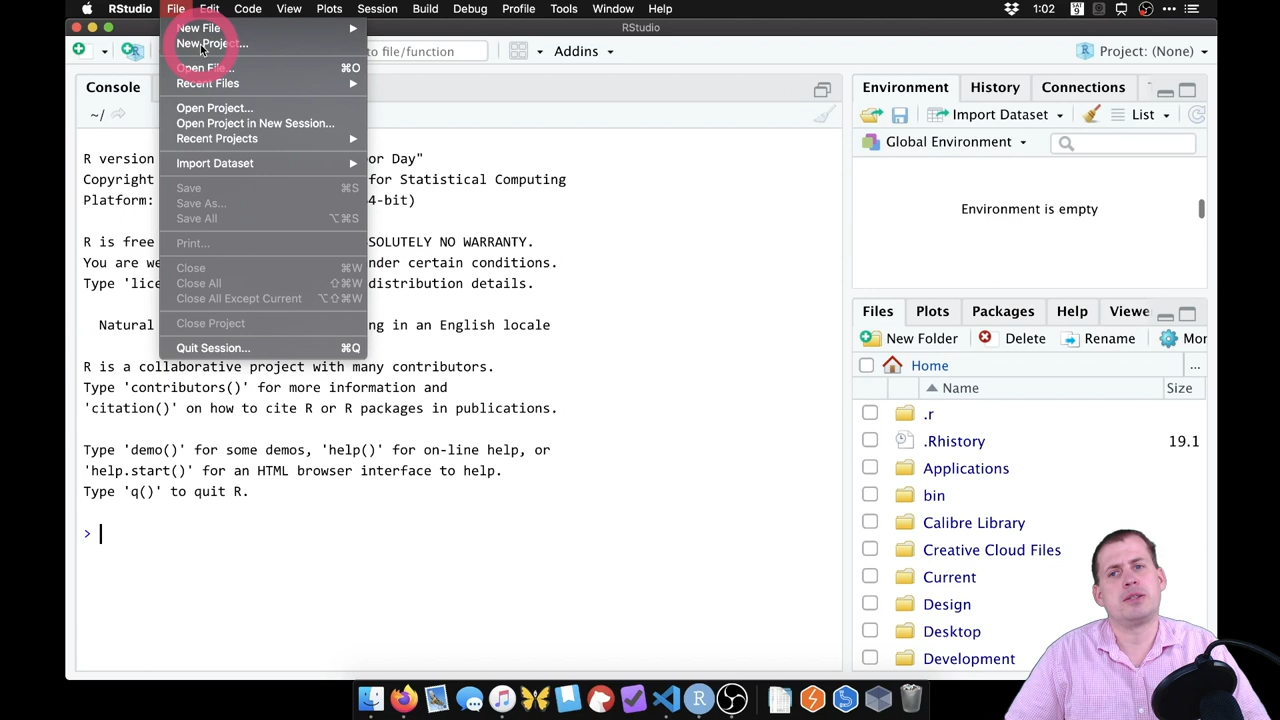 RStudio File Edit Code View Plots Session Build Debug Profile Tools Window Help 1:02 SAT 9
RStudio
to file/function Addins Project: (None)
New File
New Project...
Open File... ⌘O
Recent Files
Open Project...
Open Project in New Session...
Recent Projects
Import Dataset
Save ⌘S
Save As...
Save All ⌥⌘S
Print...
Close ⌘W
Close All ⇧⌘W
Close All Except Current ⌥⇧⌘W
Close Project
Quit Session... ⌘Q
Console
~/
R version or Day"
Copyright for Statistical Computing
Platform: 4-bit)
R is free SOLUTELY NO WARRANTY.
You are we nder certain conditions.
Type 'lice distribution details.
Natural ng in an English locale
R is a collaborative project with many contributors.
Type 'contributors()' for more information and
'citation()' on how to cite R or R packages in publications.
Type 'demo()' for some demos, 'help()' for on-line help, or
'help.start()' for an HTML browser interface to help.
Type 'q()' to quit R.
>
Environment History Connections
Import Dataset List
Global Environment
Environment is empty
Files Plots Packages Help Viewe
New Folder Delete Rename Mor
Home ...
Name Size
.r
.Rhistory 19.1
Applications
bin
Calibre Library
Creative Cloud Files
Current
Design
Desktop
Development